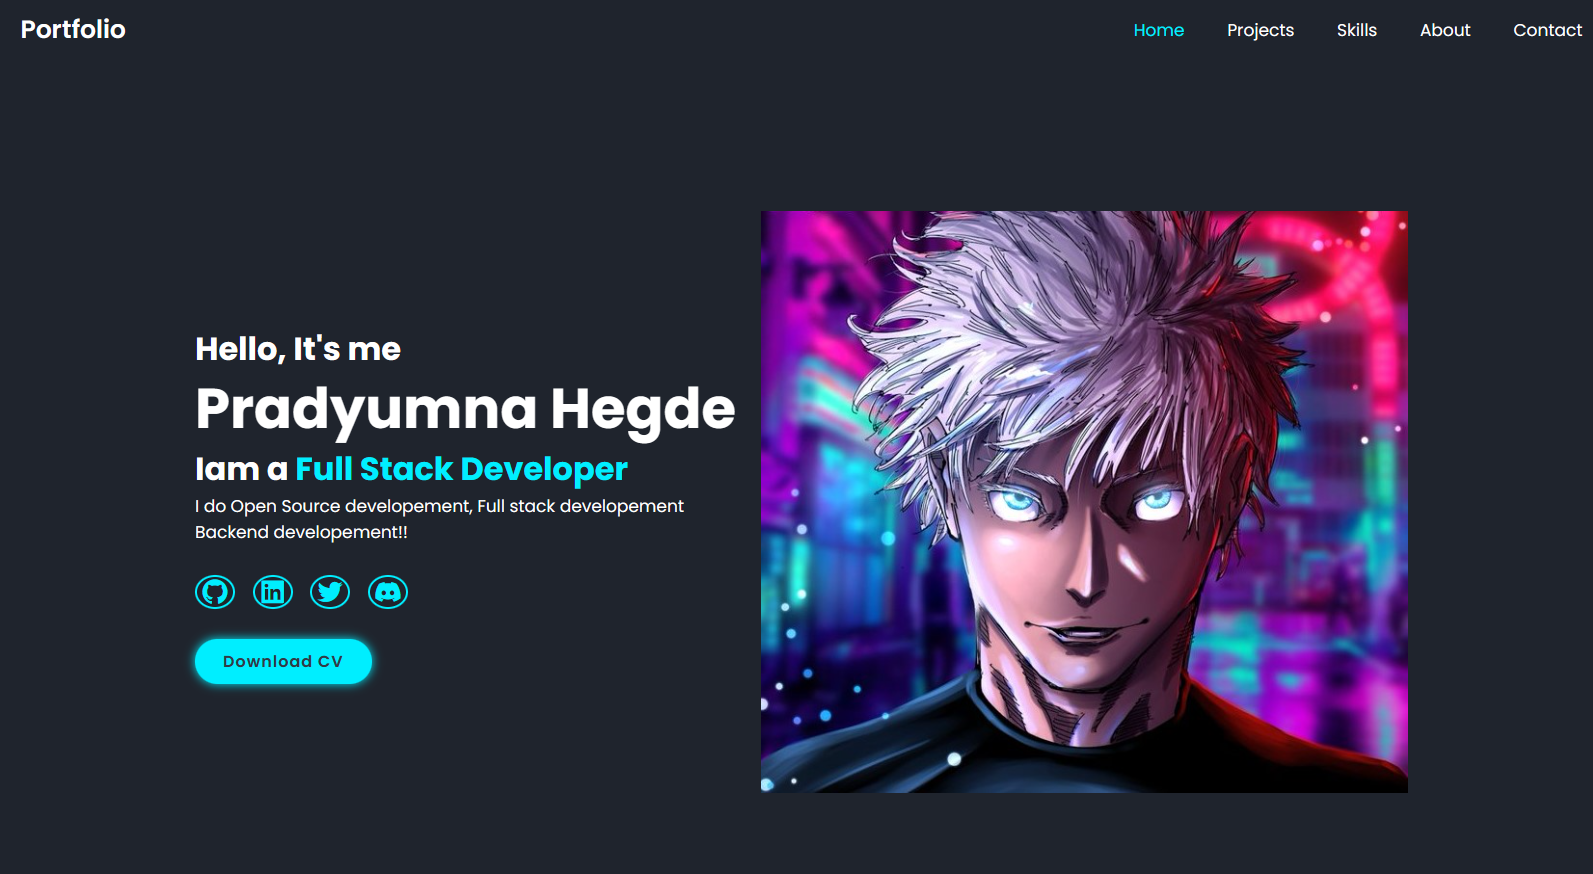 Portfolio
Home Projects Skills About Contact
Hello, It's me
Pradyumna Hegde
Iam a Full Stack Developer
I do Open Source developement, Full stack developement
Backend developement!!
in
Download CV